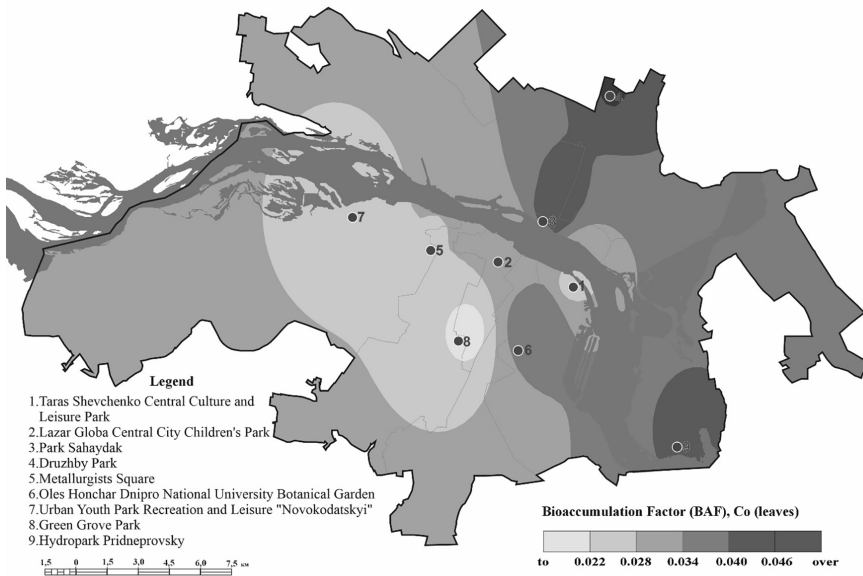 4
7
3
5
2
1
8
6
9
Legend
1.Taras Shevchenko Central Culture and
Leisure Park
2.Lazar Globa Central City Children's Park
3.Park Sahaydak
4.Druzhby Park
5.Metallurgists Square
6.Oles Honchar Dnipro National University Botanical Garden
7.Urban Youth Park Recreation and Leisure "Novokodatskyi"
8.Green Grove Park
9.Hydropark Pridneprovsky
1,5 0 1,5 3,0 4,5 6,0 7,5 км
Bioaccumulation Factor (BAF), Co (leaves)
to 0.022 0.028 0.034 0.040 0.046 over